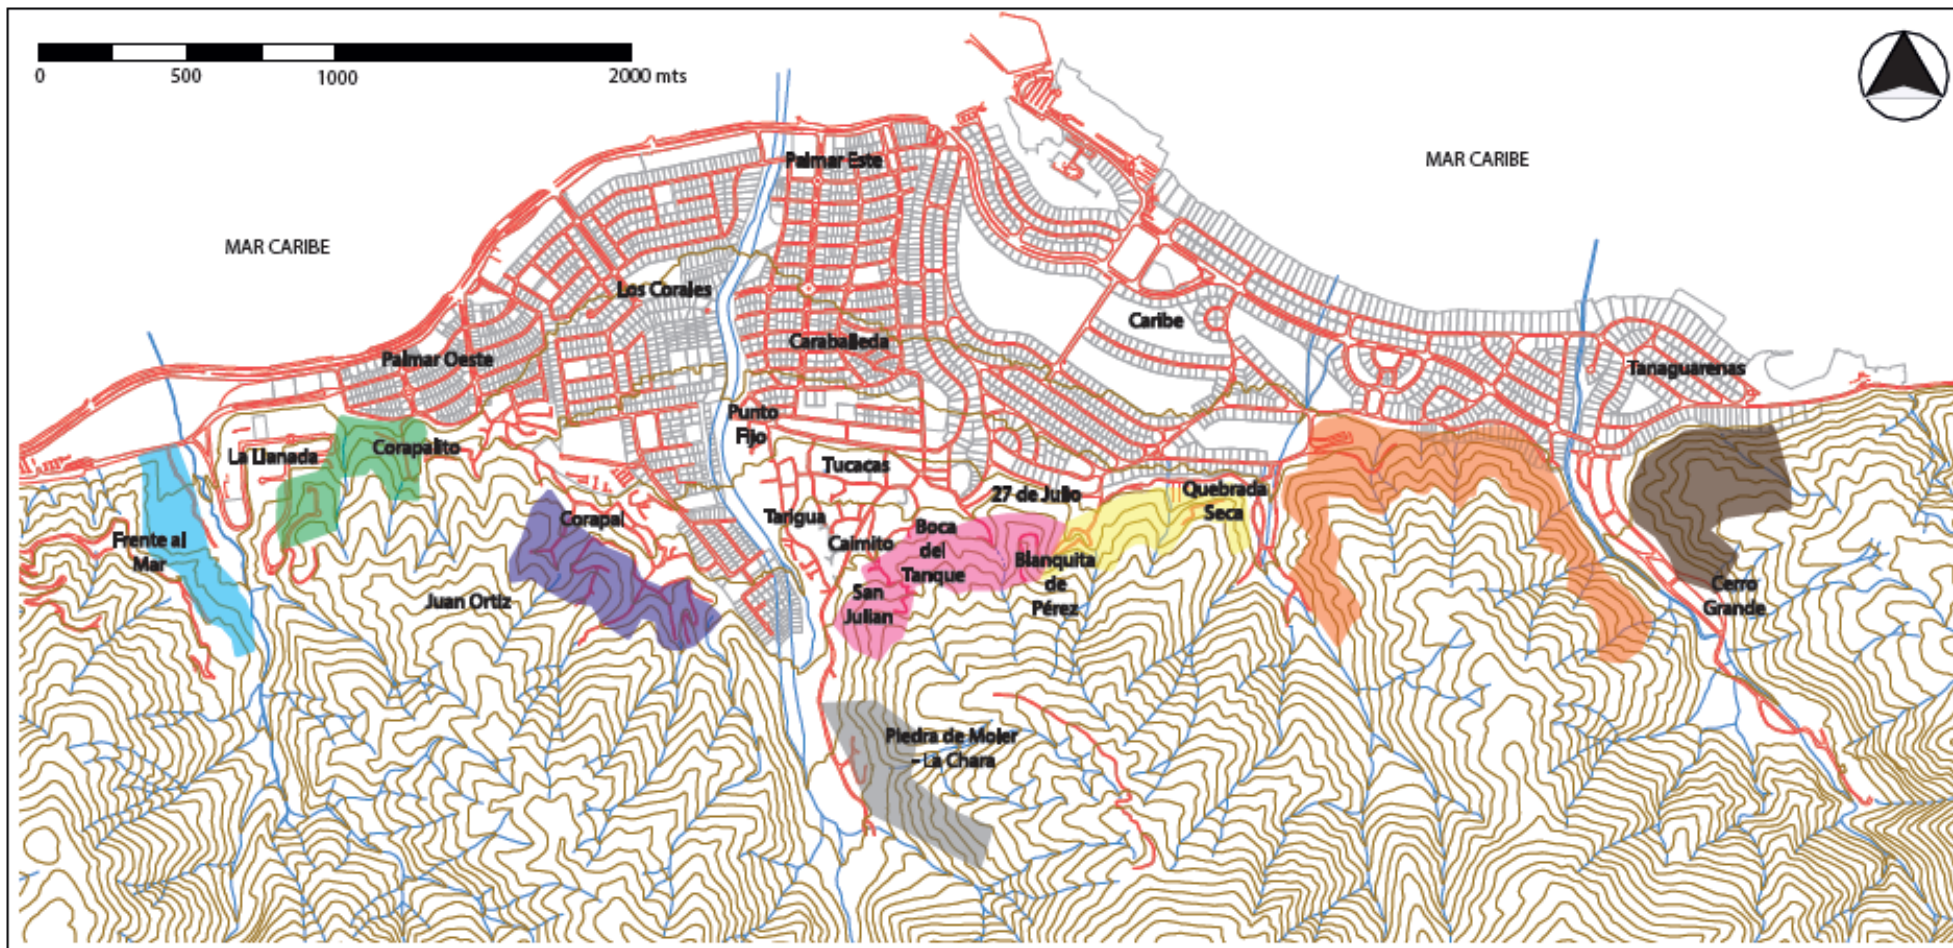 0 500 1000 2000 mts
MAR CARIBE
MAR CARIBE
Palmar Este
Los Corales
Caribe
Caraballeda
Palmar Oeste
Tanaguarenas
Punto
Fijo
Corapalito
La Llanada
Tucacas
27 de Julio
Quebrada
Seca
Corapal
Tarigua
Boca
del
Tanque
Caimito
Frente al
Mar
Blanquita
de
Pérez
Juan Ortiz
San
Julian
Cerro
Grande
Piedra de Moler
- La Chara